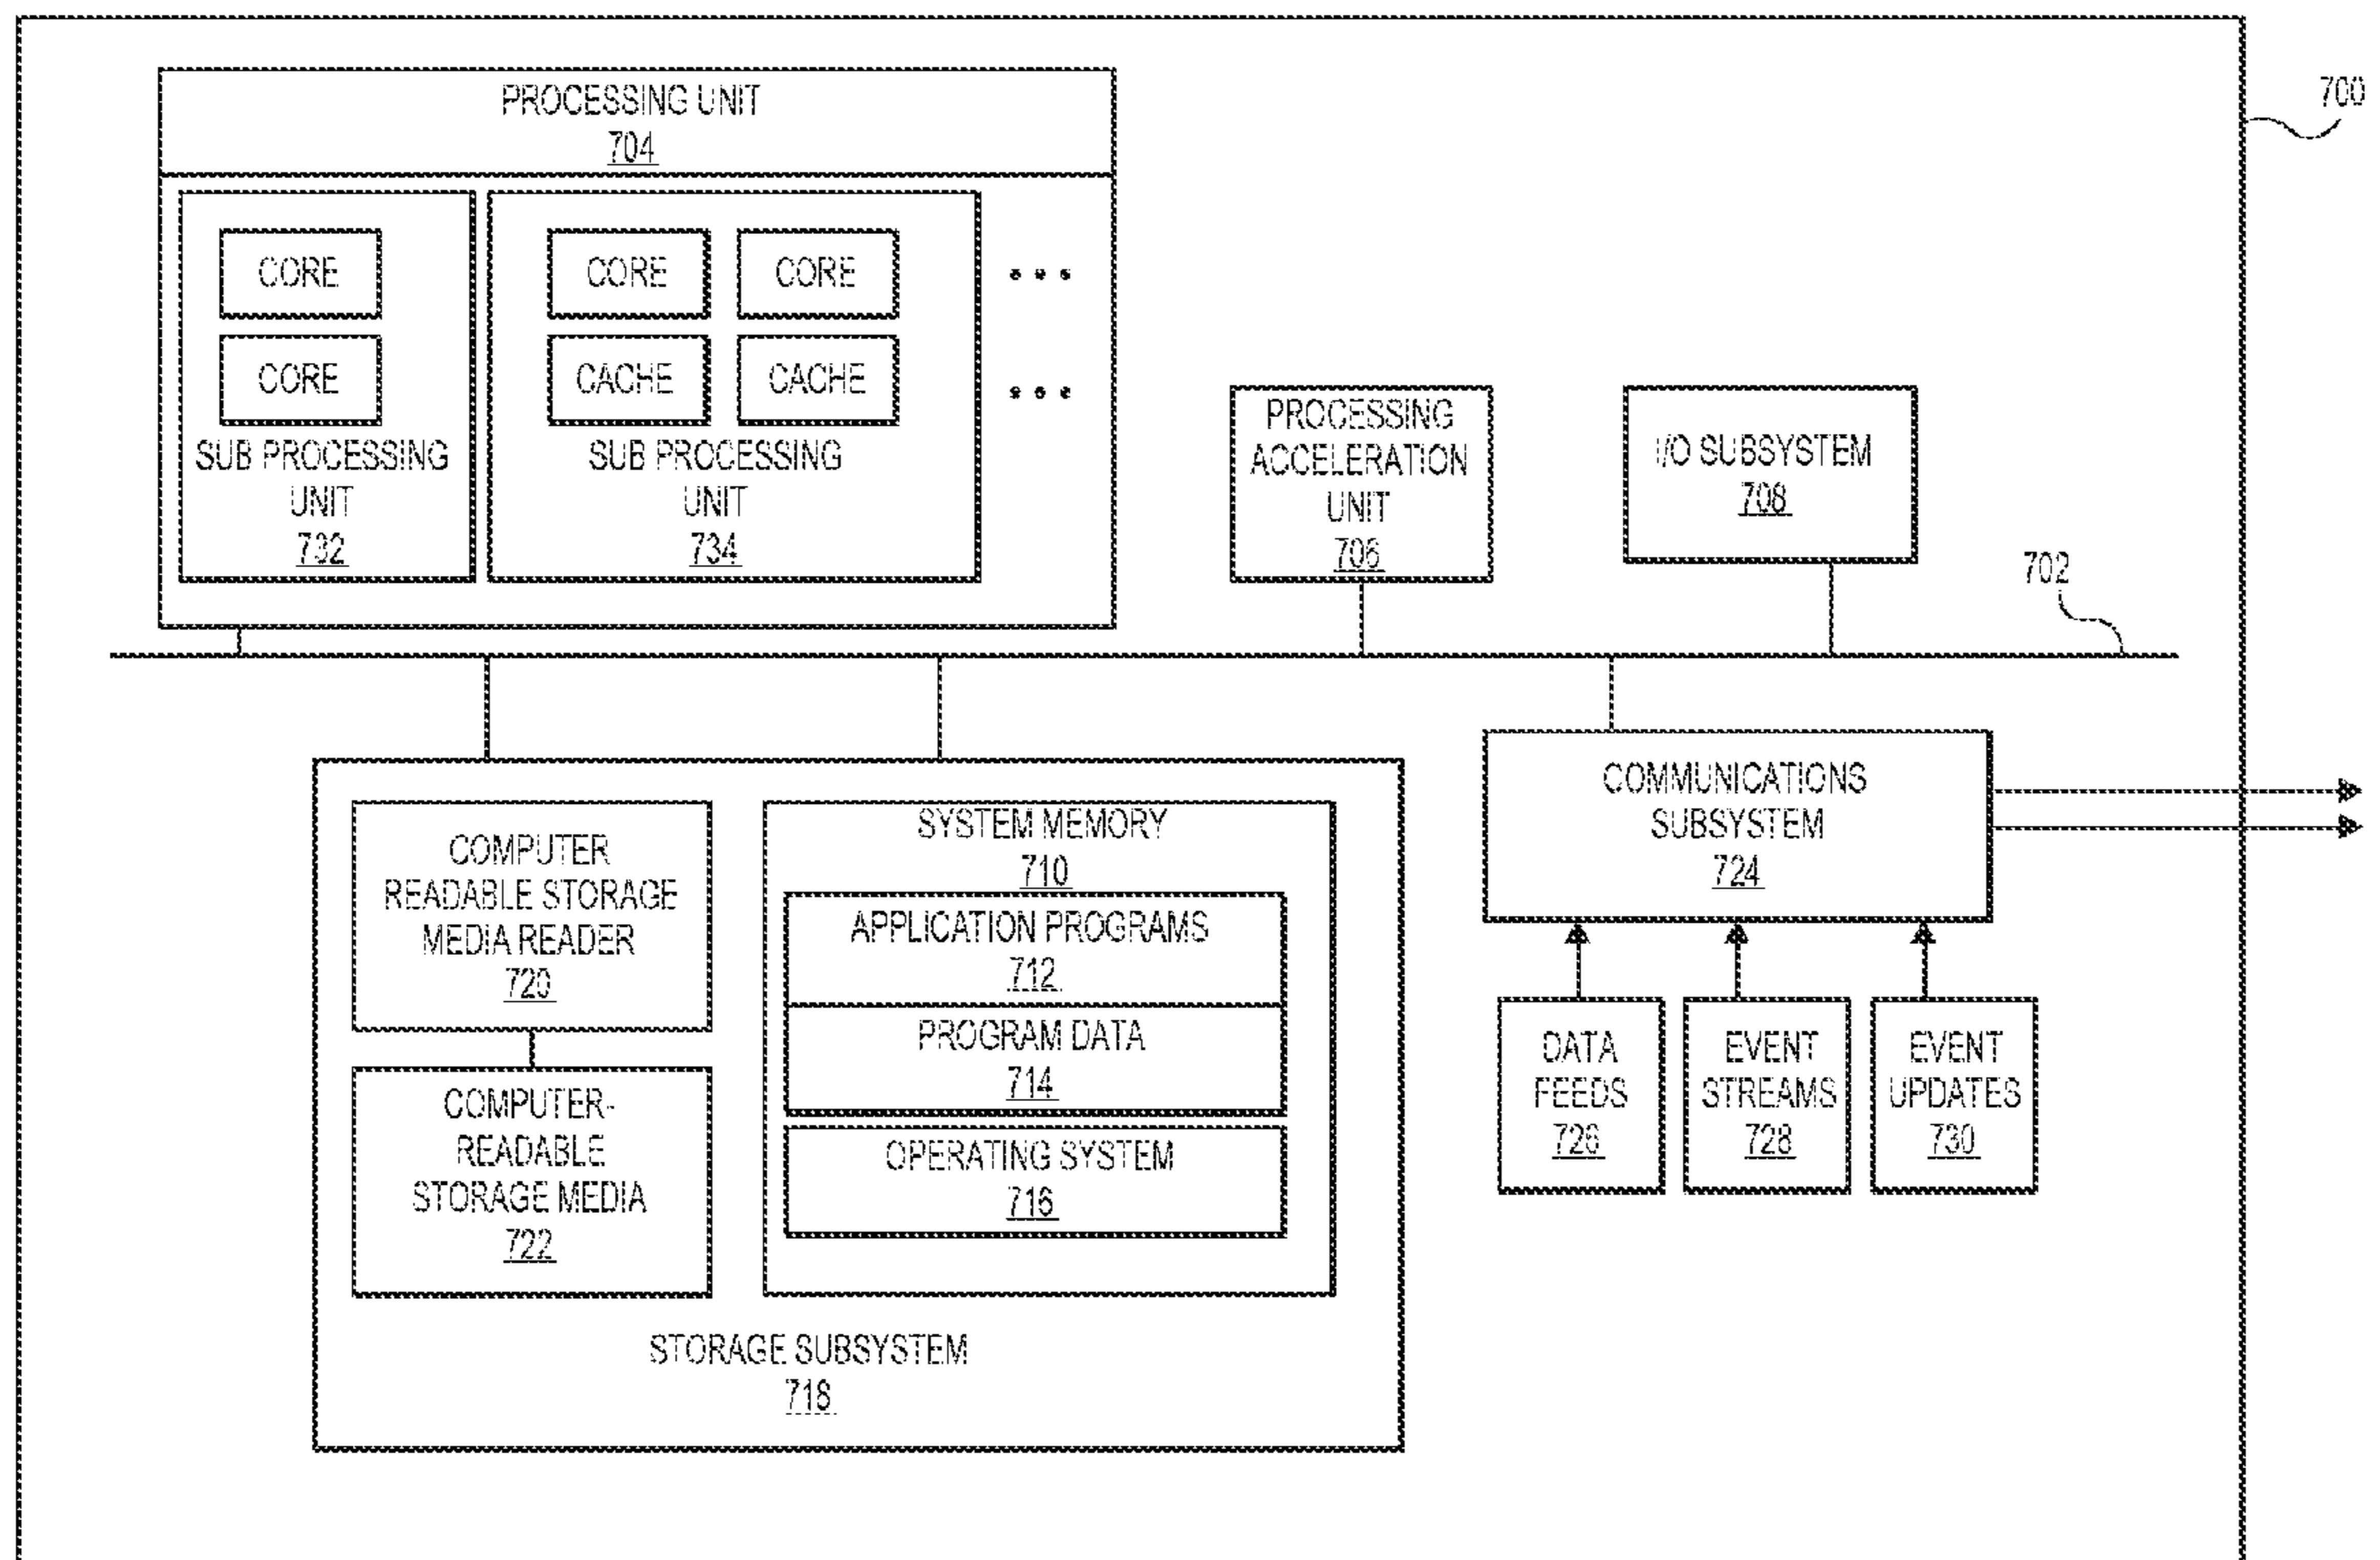 700
PROCESSING UNIT
704
CORE
CORE
SUB PROCESSING
UNIT
732
CORE CORE
CACHE CACHE
SUB PROCESSING
UNIT
734
PROCESSING
ACCELERATION
UNIT
706
I/O SUBSYSTEM
708
702
COMPUTER
READABLE STORAGE
MEDIA READER
720
COMPUTER-
READABLE
STORAGE MEDIA
722
SYSTEM MEMORY
710
APPLICATION PROGRAMS
712
PROGRAM DATA
714
OPERATING SYSTEM
716
STORAGE SUBSYSTEM
718
COMMUNICATIONS
SUBSYSTEM
724
DATA
FEEDS
726
EVENT
STREAMS
728
EVENT
UPDATES
730